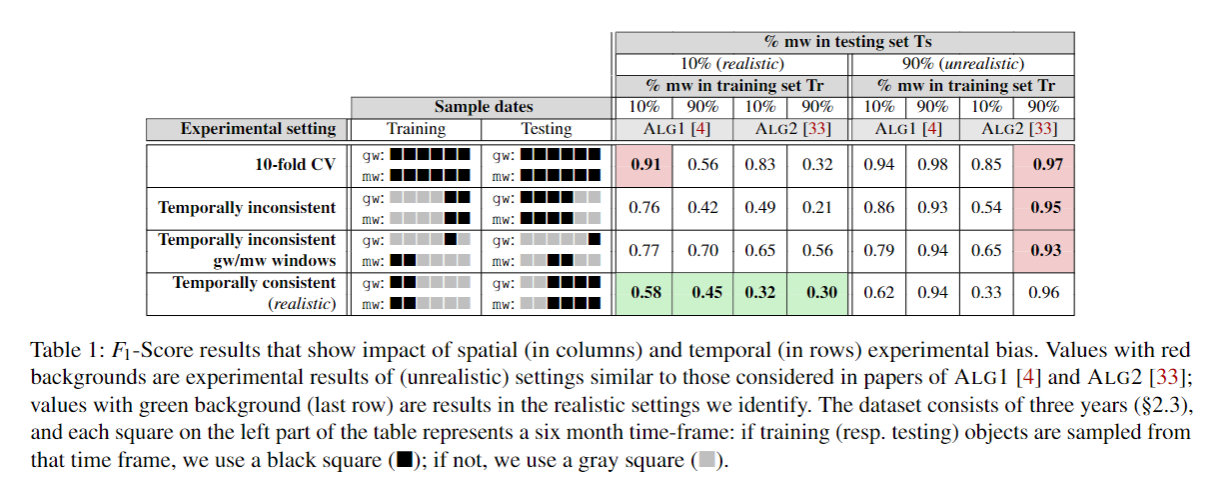 % mw in testing set Ts
10% (realistic) 90% (unrealistic)
% mw in training set Tr % mw in training set Tr
Sample dates 10% 90% 10% 90% 10% 90% 10% 90%
Experimental setting Training Testing ALG1 [4] ALG2 [33] ALG1 [4] ALG2 [33]
gw: ■■■■■■ gw: ■■■■■■
10-fold CV 0.91 0.56 0.83 0.32 0.94 0.98 0.85 0.97
mw: ■■■■■■ mw: ■■■■■■
gw: ■■■■■■ gw: ■■■■■■
Temporally inconsistent 0.76 0.42 0.49 0.21 0.86 0.93 0.54 0.95
mw: ■■■■■■ mw: ■■■■■■
Temporally inconsistent gw: ■■■■■■ gw: ■■■■■■
0.77 0.70 0.65 0.56 0.79 0.94 0.65 0.93
gw/mw windows mw: ■■■■■■ mw: ■■■■■■
Temporally consistent gw: ■■■■■■ gw: ■■■■■■
0.58 0.45 0.32 0.30 0.62 0.94 0.33 0.96
(realistic) mw: ■■■■■■ mw: ■■■■■■
Table 1: F1-Score results that show impact of spatial (in columns) and temporal (in rows) experimental bias. Values with red
backgrounds are experimental results of (unrealistic) settings similar to those considered in papers of ALG1 [4] and ALG2 [33];
values with green background (last row) are results in the realistic settings we identify. The dataset consists of three years (§2.3),
and each square on the left part of the table represents a six month time-frame: if training (resp. testing) objects are sampled from
that time frame, we use a black square (■); if not, we use a gray square (■).